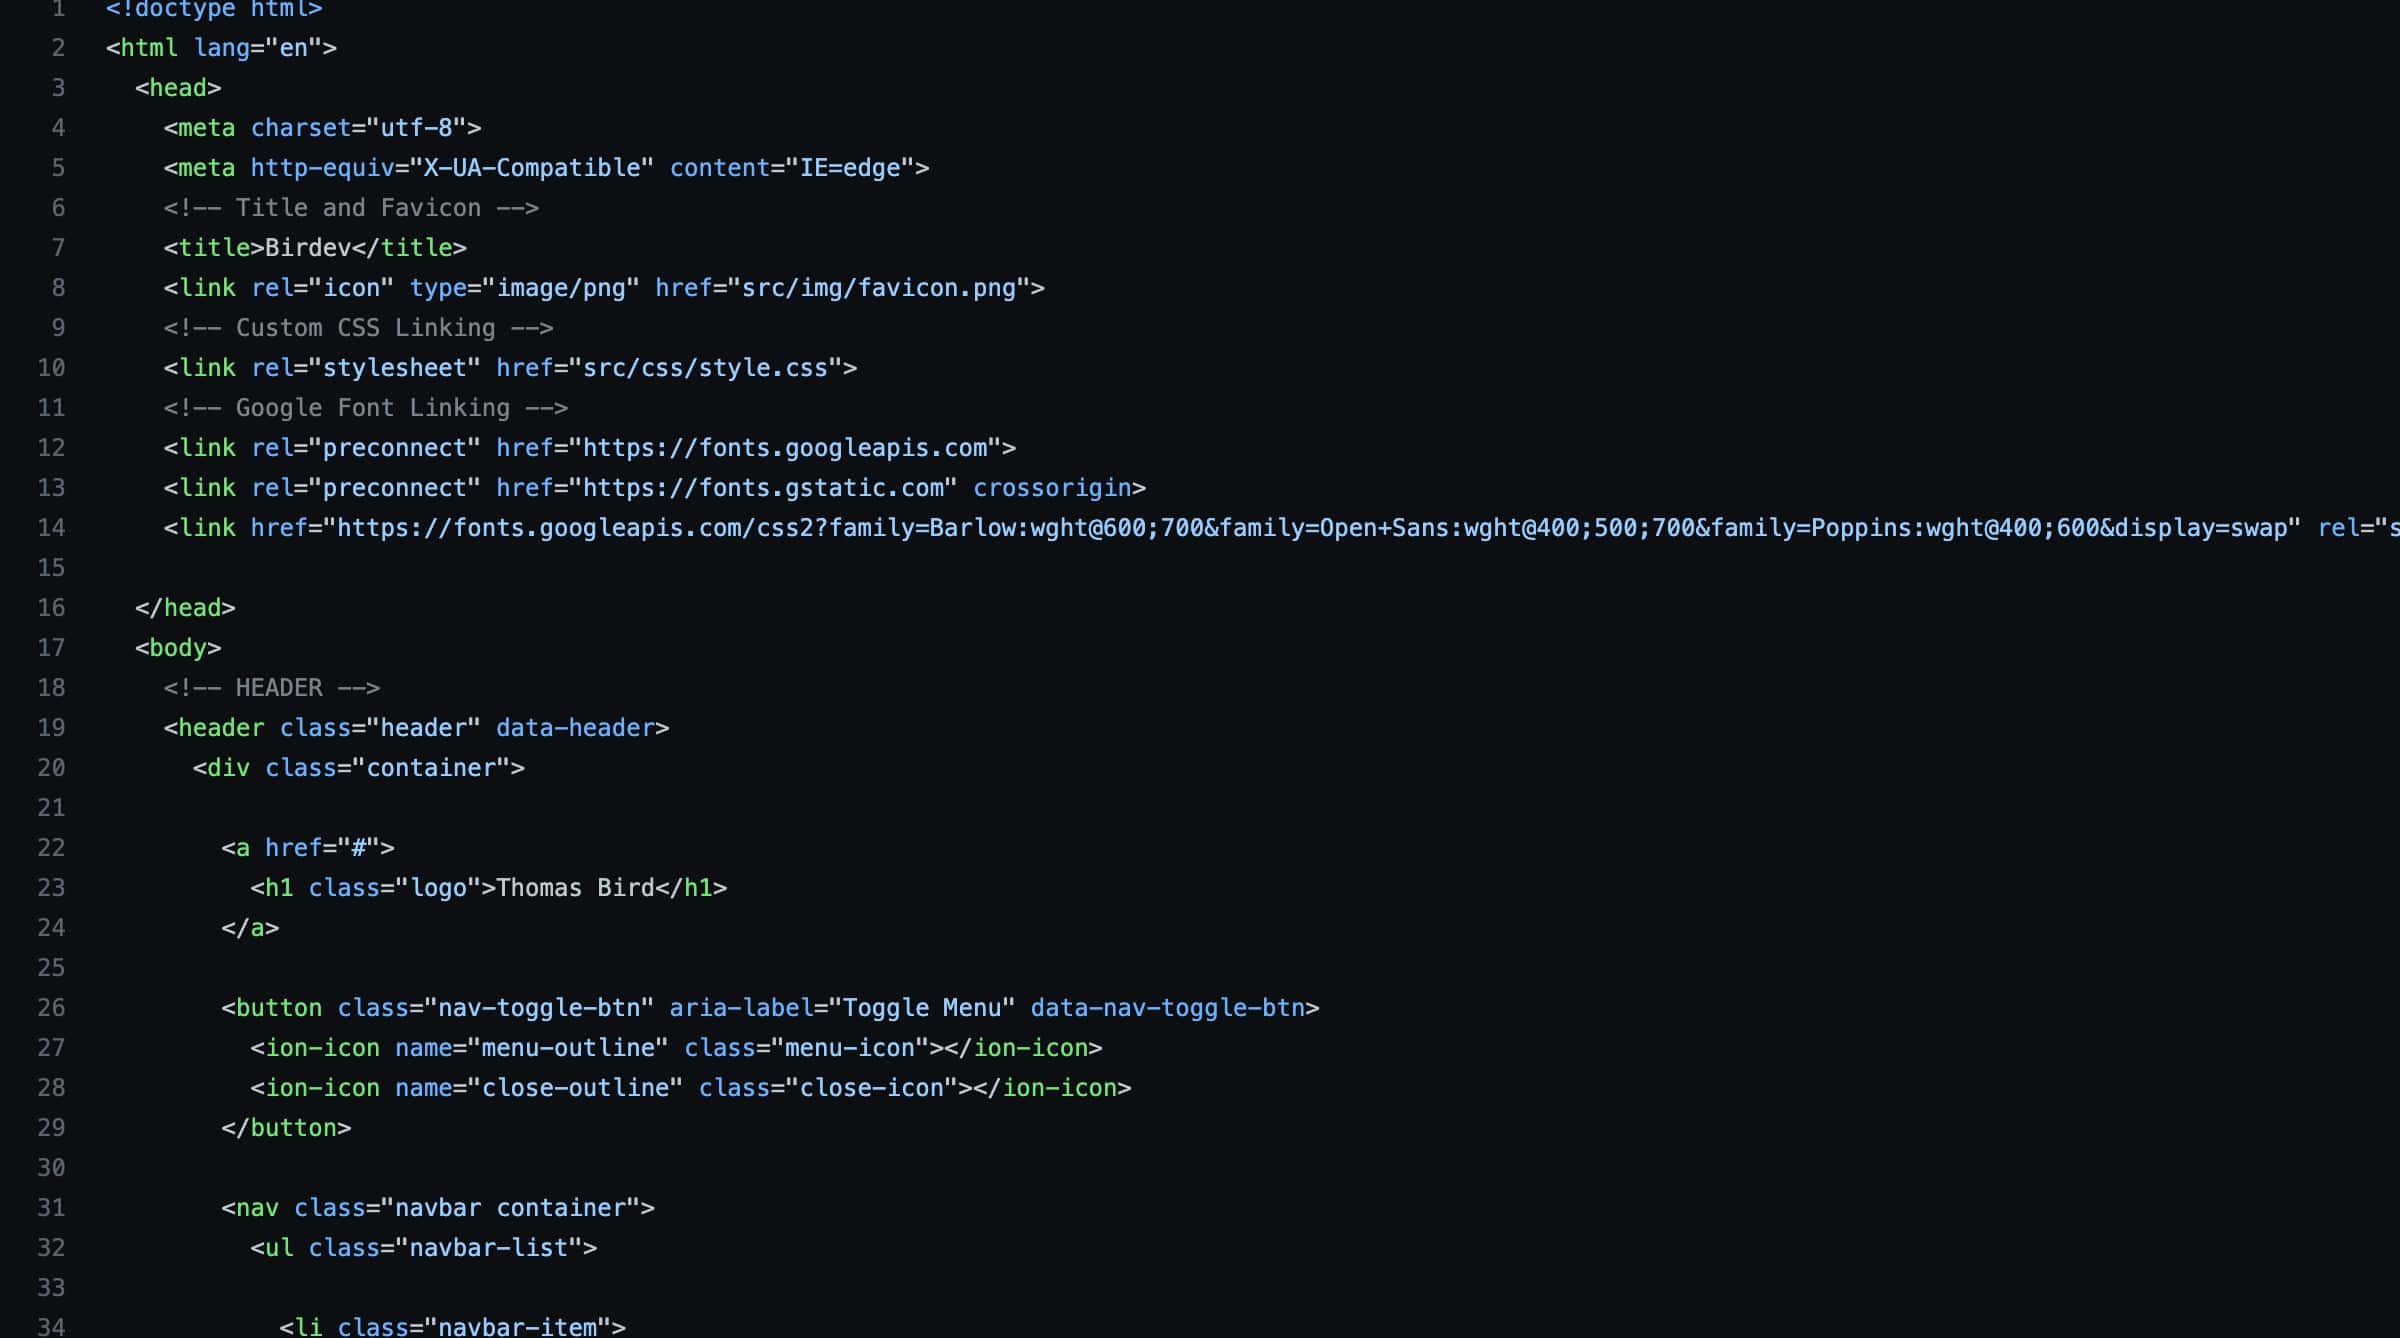 1 <!doctype html>
2 <html lang="en">
3 <head>
4 <meta charset="utf-8">
5 <meta http-equiv="X-UA-Compatible" content="IE=edge">
6 <!-- Title and Favicon -->
7 <title>Birdev</title>
8 <link rel="icon" type="image/png" href="src/img/favicon.png">
9 <!-- Custom CSS Linking -->
10 <link rel="stylesheet" href="src/css/style.css">
11 <!-- Google Font Linking -->
12 <link rel="preconnect" href="https://fonts.googleapis.com">
13 <link rel="preconnect" href="https://fonts.gstatic.com" crossorigin>
14 <link href="https://fonts.googleapis.com/css2?family=Barlow:wght@600;700&family=Open+Sans:wght@400;500;700&family=Poppins:wght@400;600&display=swap" rel="s
15
16 </head>
17 <body>
18 <!-- HEADER -->
19 <header class="header" data-header>
20 <div class="container">
21
22 <a href="#">
23 <h1 class="logo">Thomas Bird</h1>
24 </a>
25
26 <button class="nav-toggle-btn" aria-label="Toggle Menu" data-nav-toggle-btn>
27 <ion-icon name="menu-outline" class="menu-icon"></ion-icon>
28 <ion-icon name="close-outline" class="close-icon"></ion-icon>
29 </button>
30
31 <nav class="navbar container">
32 <ul class="navbar-list">
33
34 <li class="navbar-item">